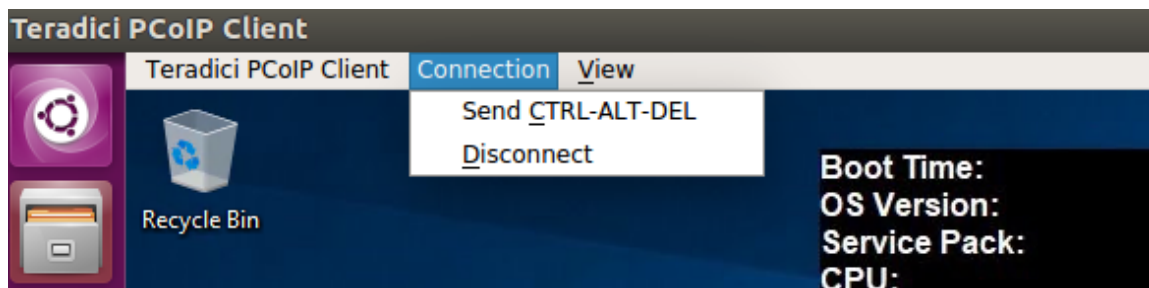 Teradici PCoIP Client
Teradici PCoIP Client Connection View
Send CTRL-ALT-DEL
Disconnect
Recycle Bin
Boot Time:
OS Version:
Service Pack:
CPU: